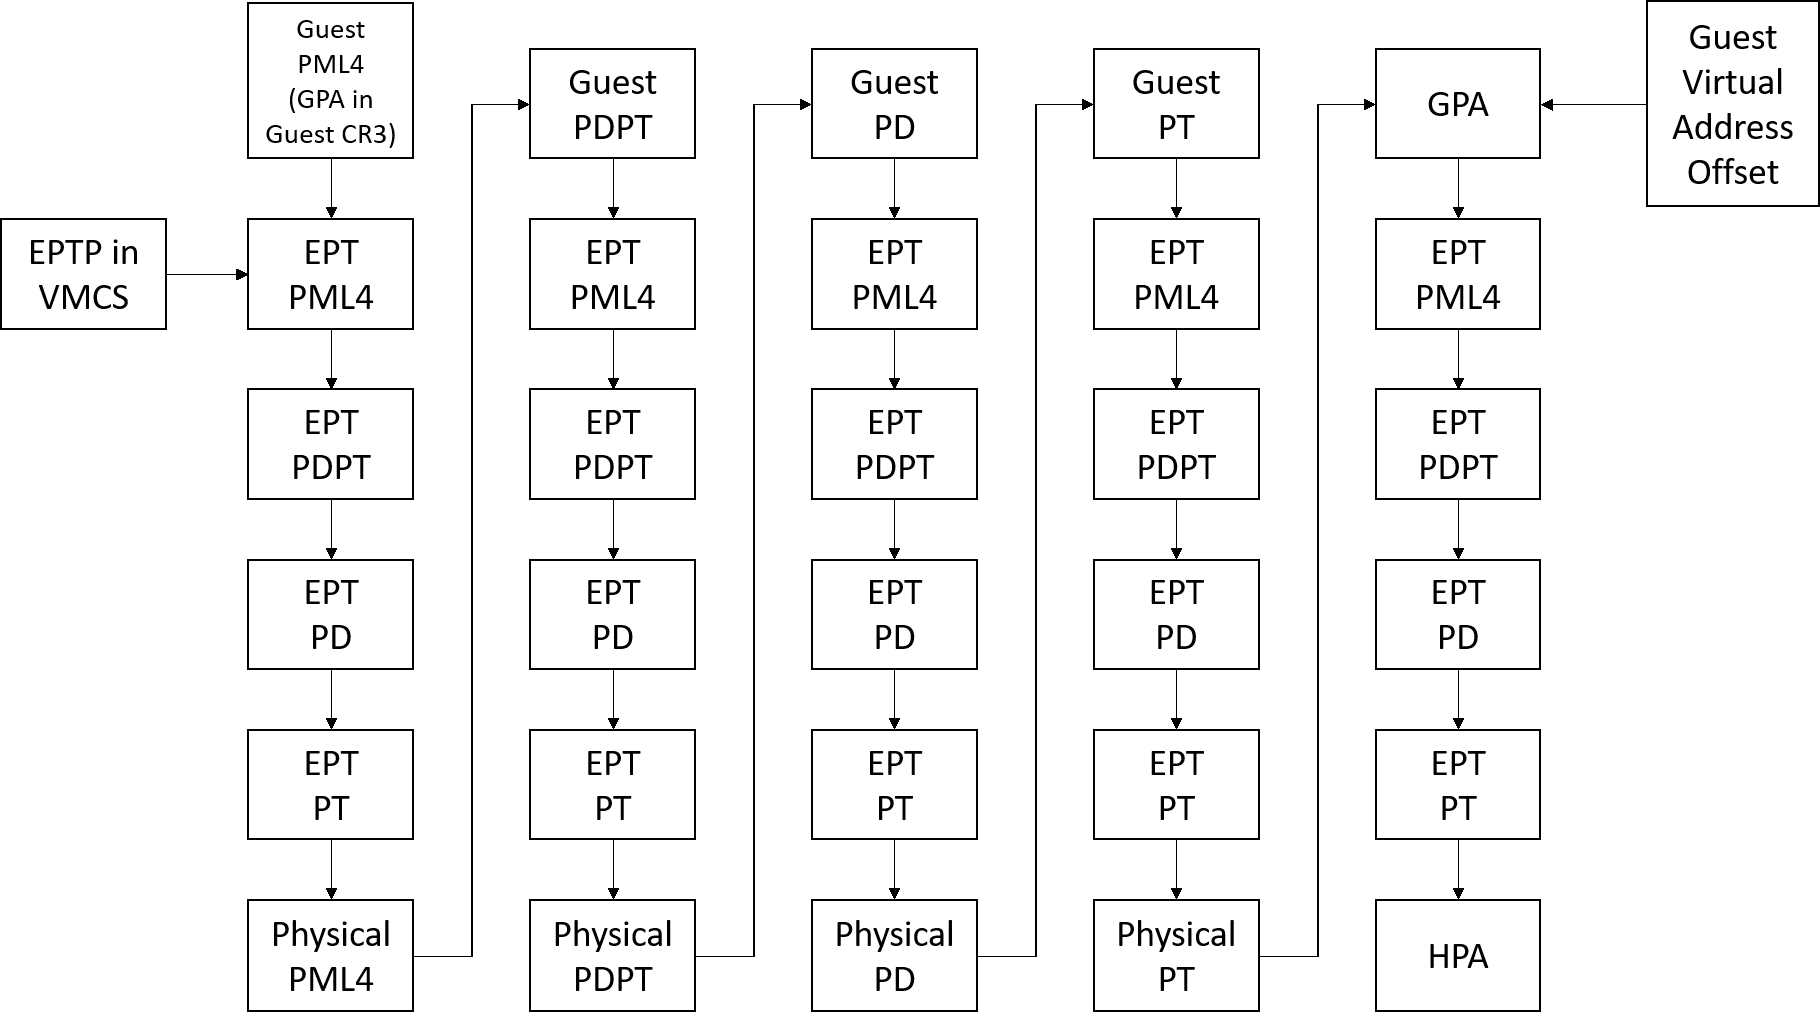 Guest
PML4
(GPA in
Guest CR3)
Guest
PDPT
Guest
PD
Guest
PT
GPA
Guest
Virtual
Address
Offset
EPTP in
VMCS
EPT
PML4
EPT
PML4
EPT
PML4
EPT
PML4
EPT
PML4
EPT
PDPT
EPT
PDPT
EPT
PDPT
EPT
PDPT
EPT
PDPT
EPT
PD
EPT
PD
EPT
PD
EPT
PD
EPT
PD
EPT
PT
EPT
PT
EPT
PT
EPT
PT
EPT
PT
Physical
PML4
Physical
PDPT
Physical
PD
Physical
PT
HPA